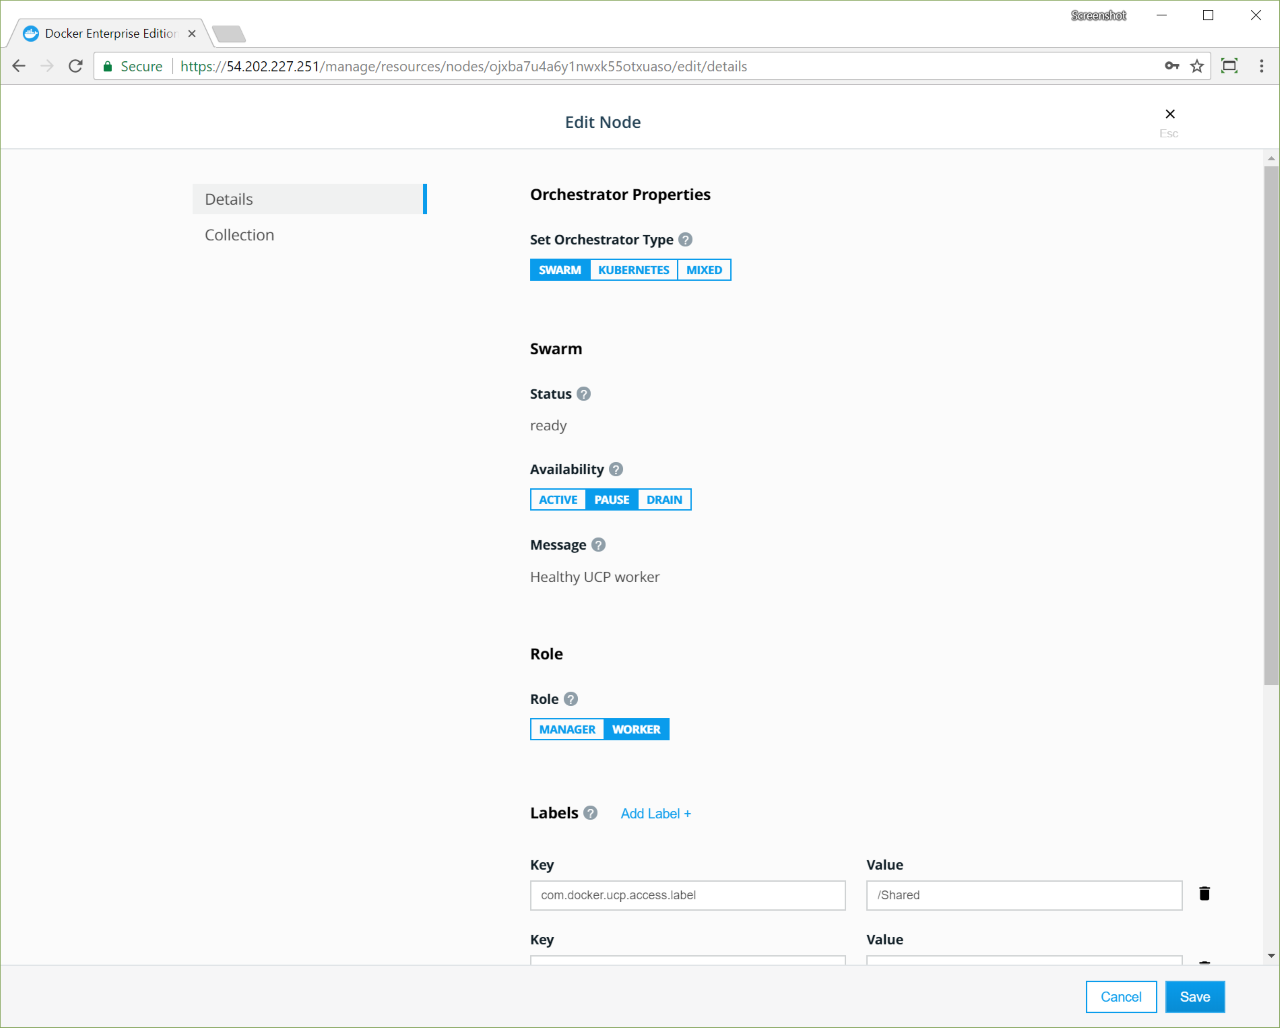 Screenshot
Docker Enterprise Edition
Secure https://54.202.227.251/manage/resources/nodes/ojxba7u4a6y1nwxk55otxuaso/edit/details
Edit Node
Esc
Details
Collection
Orchestrator Properties
Set Orchestrator Type ?
SWARM KUBERNETES MIXED
Swarm
Status ?
ready
Availability ?
ACTIVE PAUSE DRAIN
Message ?
Healthy UCP worker
Role
Role ?
MANAGER WORKER
Labels ? Add Label +
Key Value
com.docker.ucp.access.label /Shared
Key Value
Cancel Save